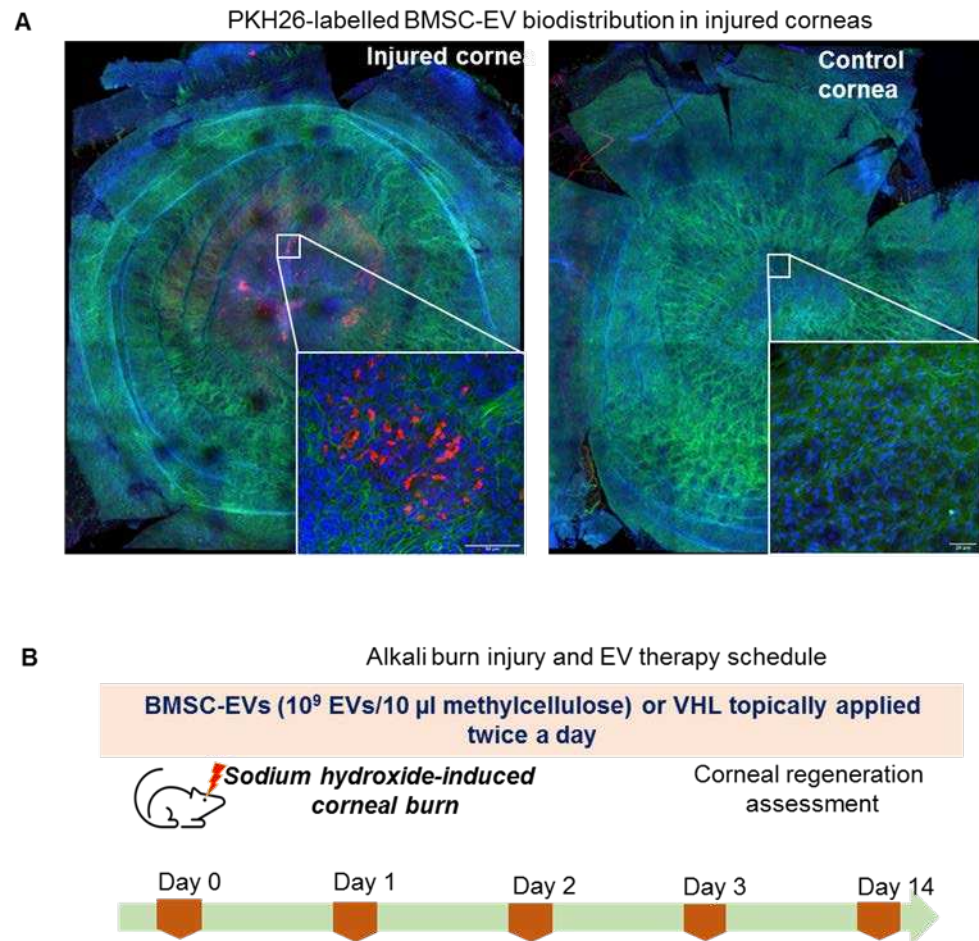 A
PKH26-labelled BMSC-EV biodistribution in injured corneas
Injured cornea
Control
cornea
B
Alkali burn injury and EV therapy schedule
BMSC-EVs (10⁹ EVs/10 µl methylcellulose) or VHL topically applied
twice a day
Sodium hydroxide-induced
corneal burn
Corneal regeneration
assessment
Day 0
Day 1
Day 2
Day 3
Day 14